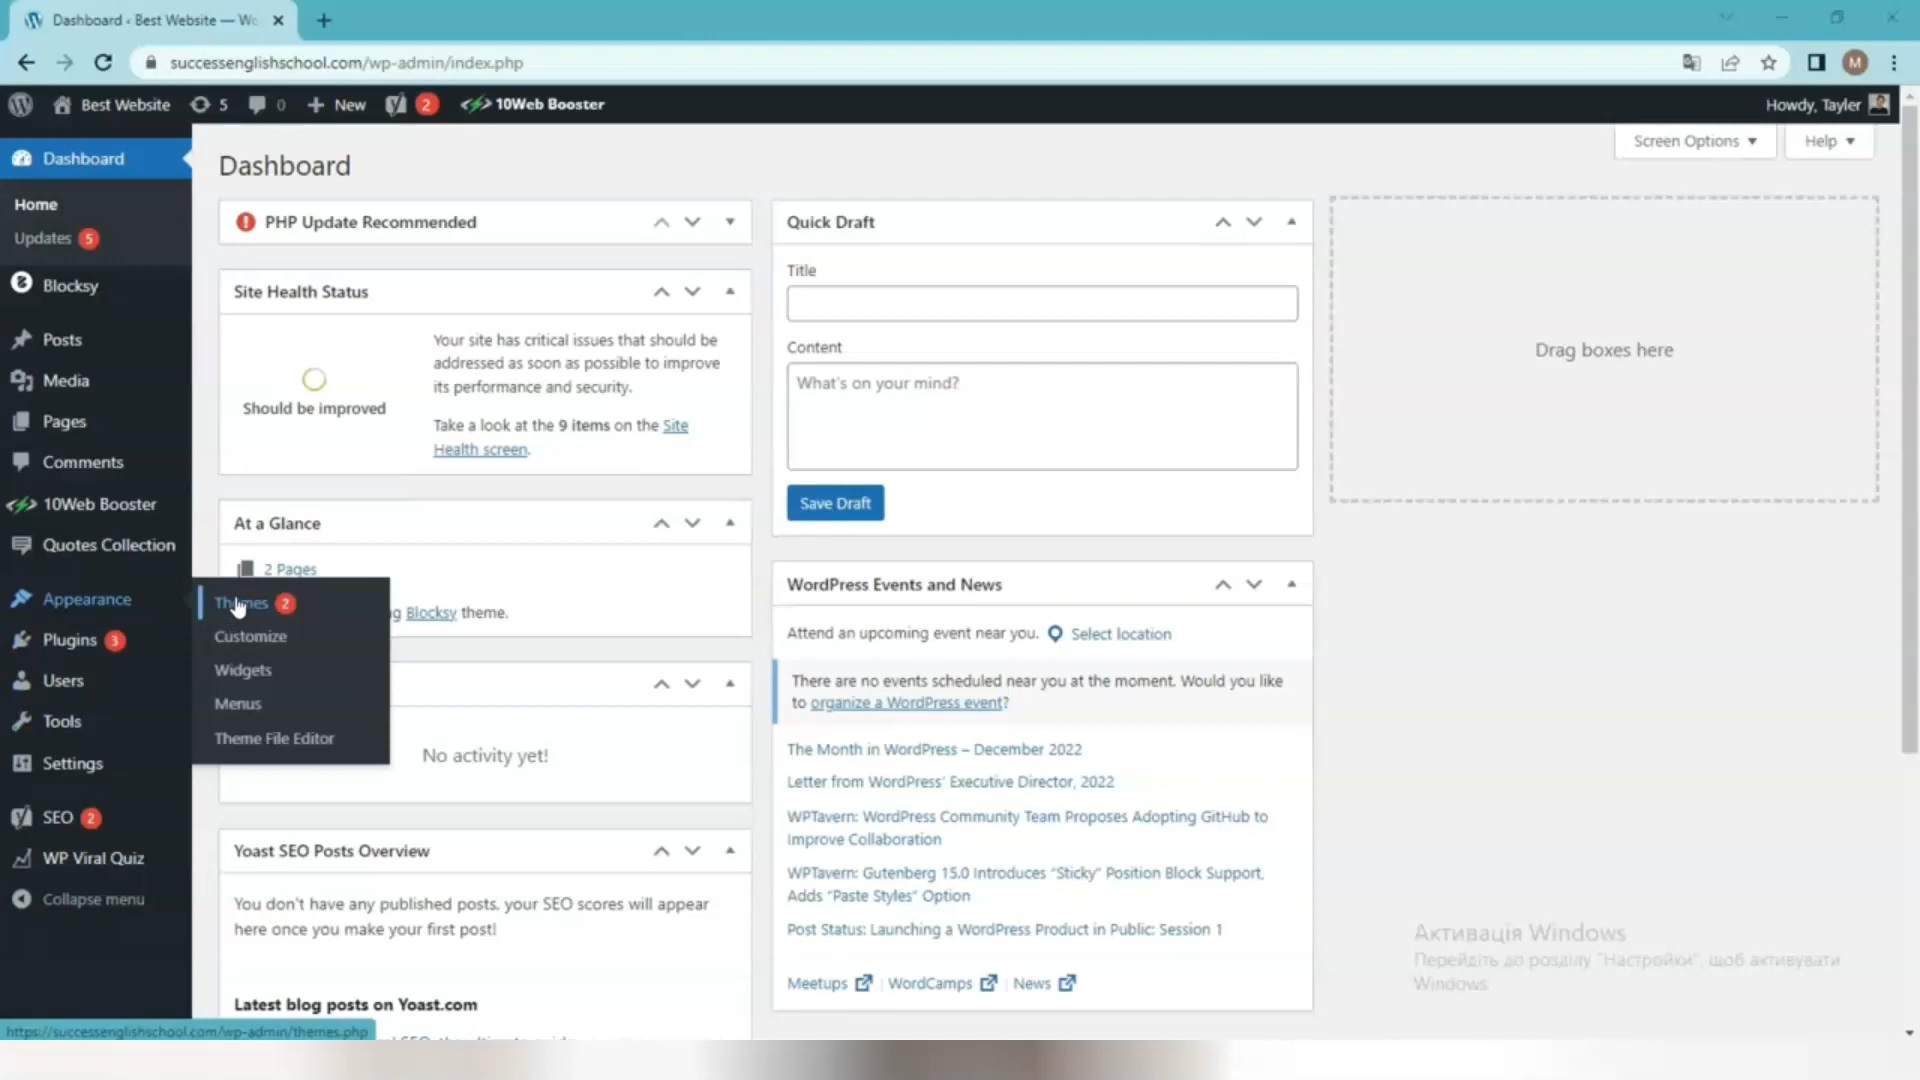 Dashboard ‹ Best Website — Wo
successenglishschool.com/wp-admin/index.php
M
Best Website 5 0 New 2 10Web Booster
Howdy, Tayler
Dashboard
Home
Updates 5
Blocksy
Posts
Media
Pages
Comments
10Web Booster
Quotes Collection
Appearance
Plugins 3
Users
Tools
Settings
SEO 2
WP Viral Quiz
Collapse menu
Themes 2
Customize
Widgets
Menus
Theme File Editor
Screen Options
Help
Dashboard
PHP Update Recommended
Site Health Status
Should be improved
Your site has critical issues that should be
addressed as soon as possible to improve
its performance and security.
Take a look at the 9 items on the Site
Health screen.
At a Glance
2 Pages
g Blocksy theme.
No activity yet!
Yoast SEO Posts Overview
You don't have any published posts, your SEO scores will appear
here once you make your first post!
Latest blog posts on Yoast.com
Quick Draft
Title
Content
What's on your mind?
Save Draft
WordPress Events and News
Attend an upcoming event near you. Select location
There are no events scheduled near you at the moment. Would you like
to organize a WordPress event?
The Month in WordPress – December 2022
Letter from WordPress' Executive Director, 2022
WPTavern: WordPress Community Team Proposes Adopting GitHub to
Improve Collaboration
WPTavern: Gutenberg 15.0 Introduces "Sticky" Position Block Support,
Adds "Paste Styles" Option
Post Status: Launching a WordPress Product in Public: Session 1
Meetups | WordCamps | News
Drag boxes here
Активація Windows
Перейдіть до розділу "Настройки", щоб активувати
Windows
https://successenglishschool.com/wp-admin/themes.php